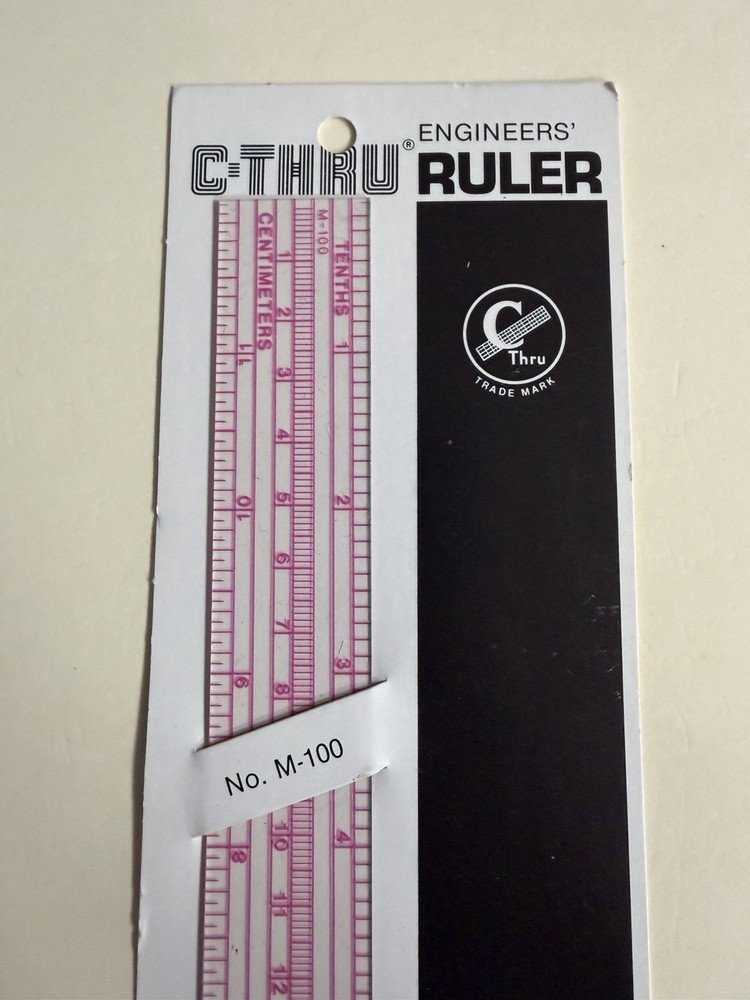 ENGINEERS'
C-THRU® RULER
CENTIMETERS
M-100
TENTHS
1
2
3
4
5
6
7
8
10
11
12
1
2
3
4
11
10
9
8
C
Thru
TRADE MARK
No. M-100